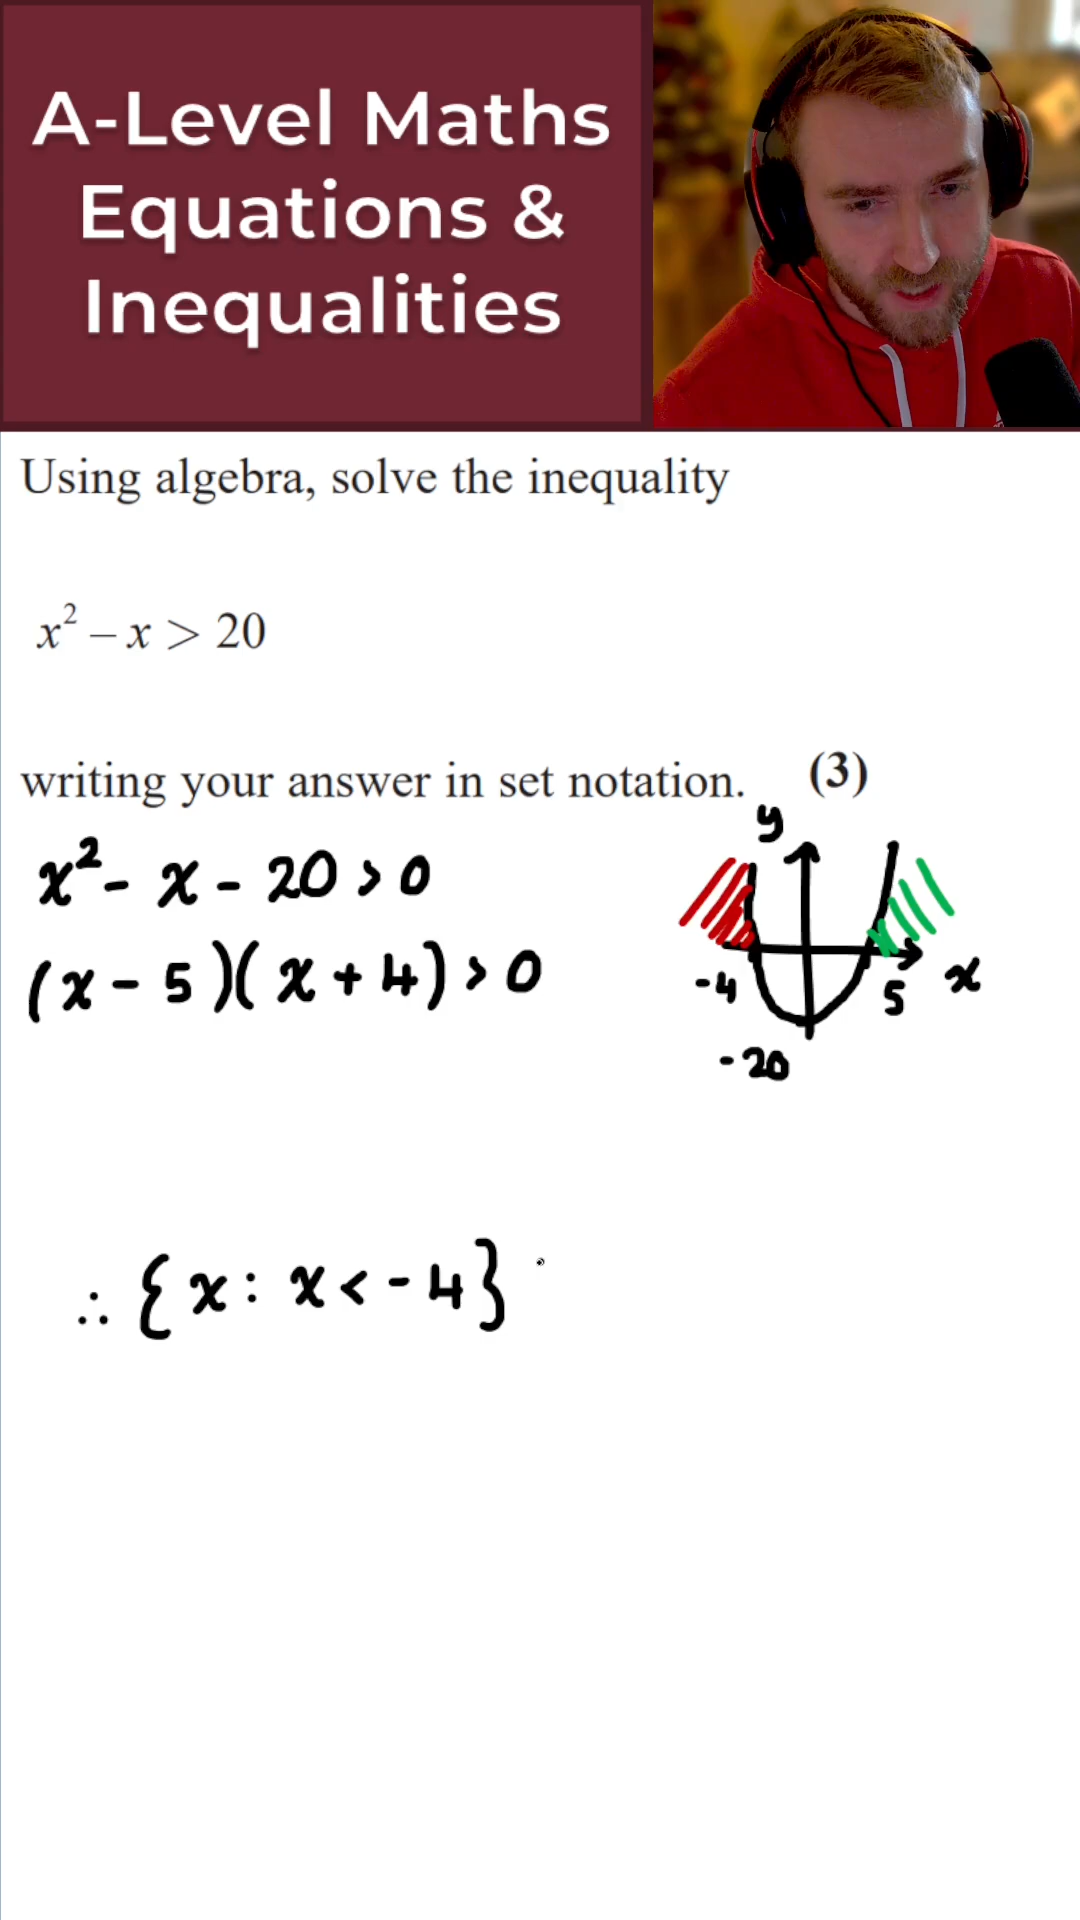 A-Level Maths
Equations &
Inequalities
Using algebra, solve the inequality
x² – x > 20
writing your answer in set notation. (3)
x² - x - 20 > 0
(x - 5)(x + 4) > 0
y
-4
5
x
-20
∴ {x : x < -4}